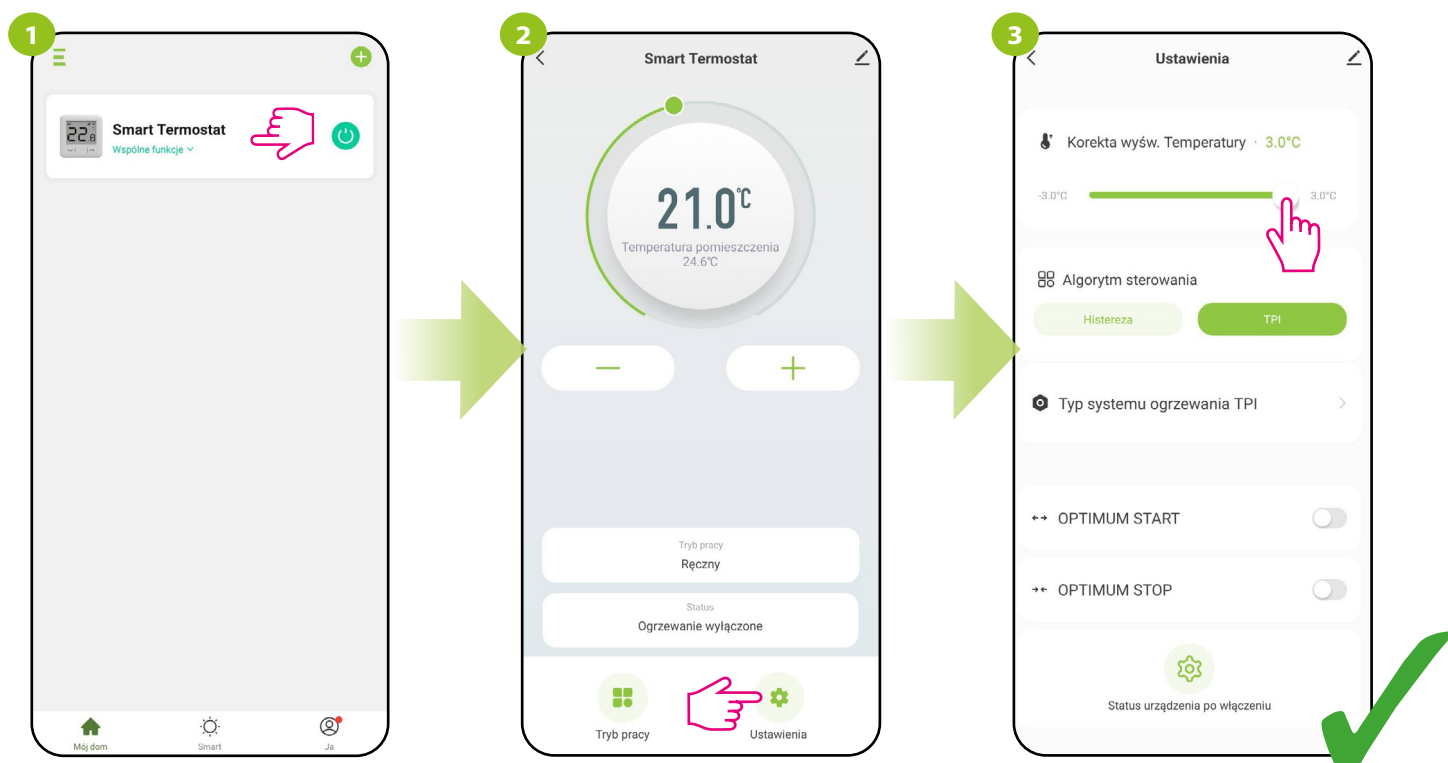 1
Smart Termostat
Wspólne funkcje
Mój dom
Smart
Ja
2
Smart Termostat
21.0°C
Temperatura pomieszczenia
24.6°C
Tryb pracy
Ręczny
Status
Ogrzewanie wyłączone
Tryb pracy
Ustawienia
3
Ustawienia
Korekta wyśw. Temperatury · 3.0°C
-3.0°C
3.0°C
Algorytm sterowania
Histereza
TPI
Typ systemu ogrzewania TPI
OPTIMUM START
OPTIMUM STOP
Status urządzenia po włączeniu